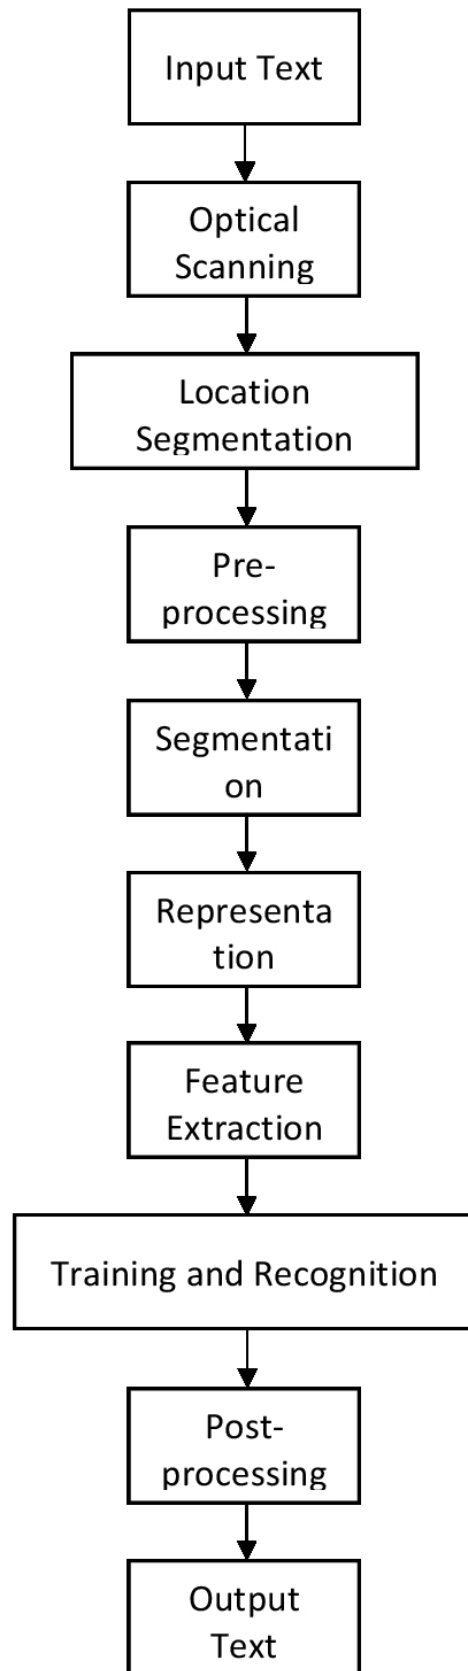 Input Text
Optical
Scanning
Location
Segmentation
Pre-
processing
Segmentati
on
Representa
tion
Feature
Extraction
Training and Recognition
Post-
processing
Output
Text